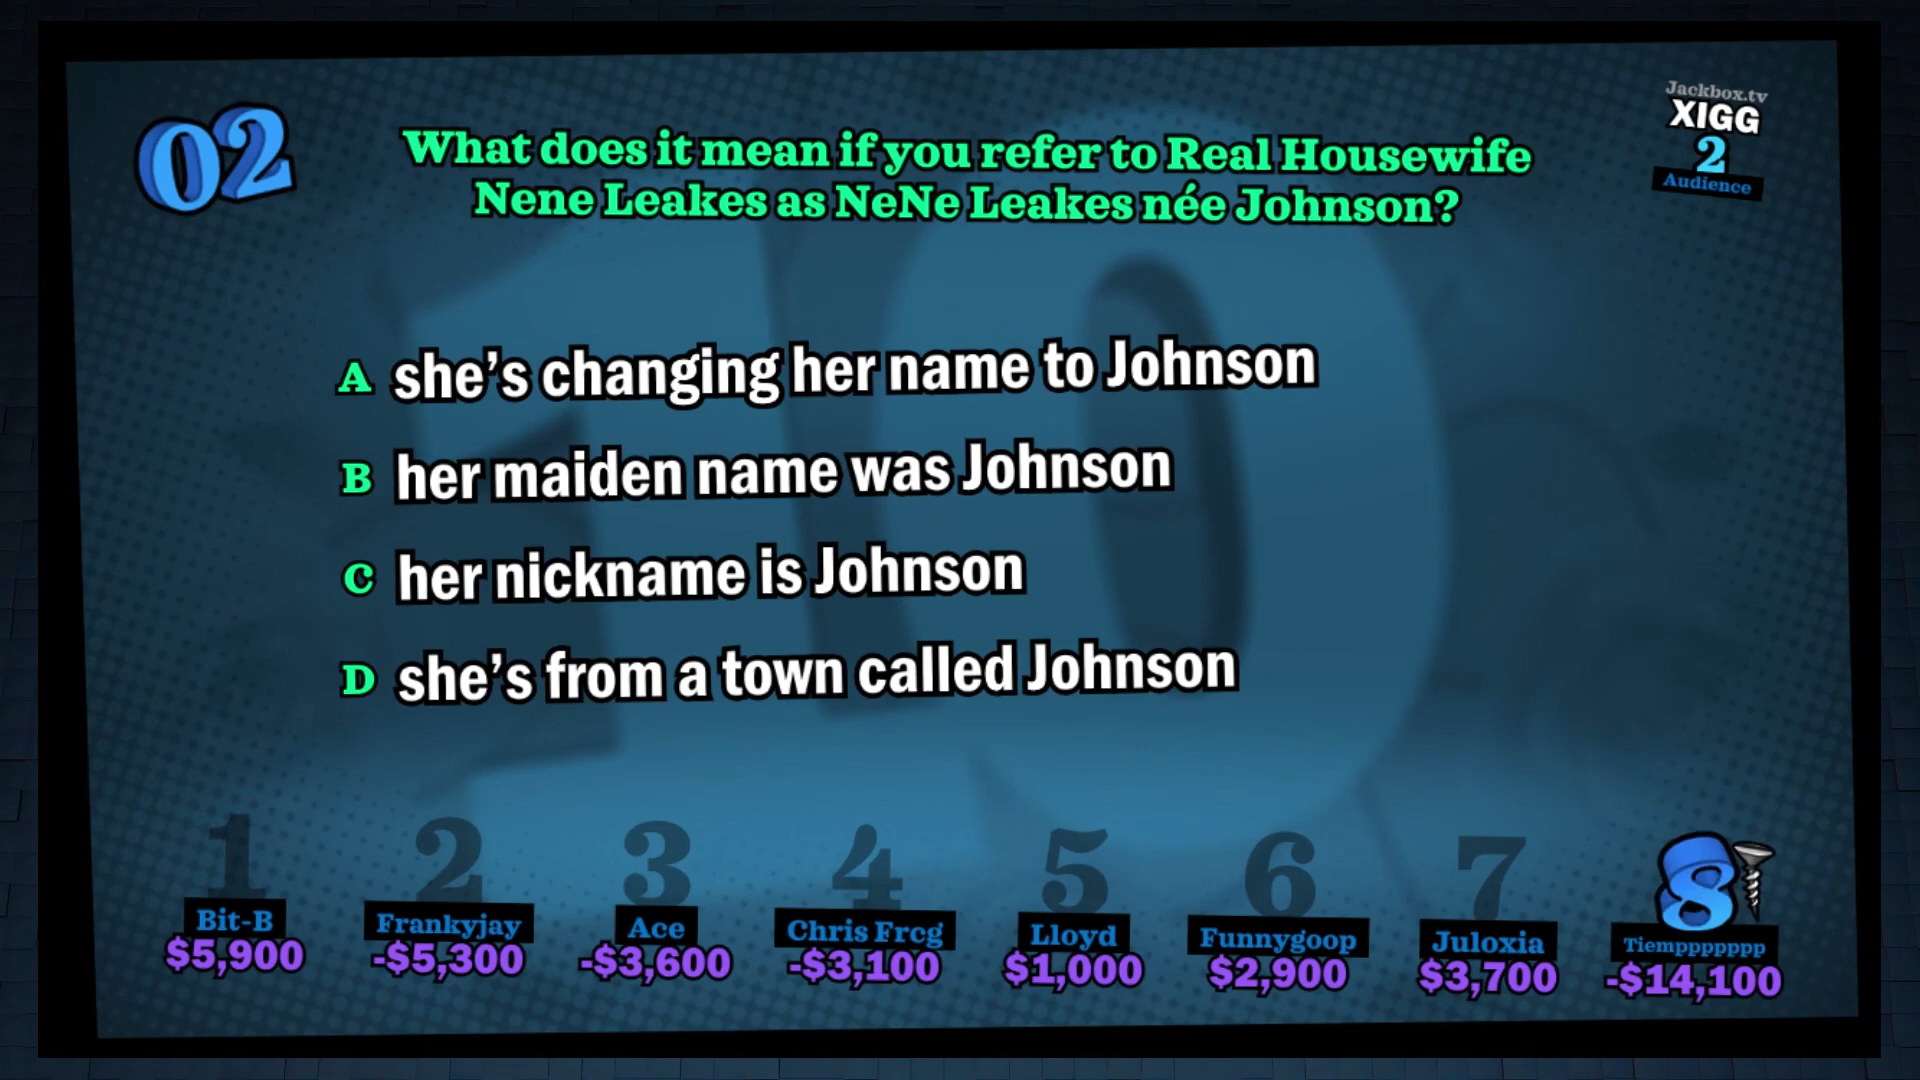 02
What does it mean if you refer to Real Housewife
Nene Leakes as NeNe Leakes née Johnson?
Jackbox.tv
XIGG
2
Audience
A she's changing her name to Johnson
B her maiden name was Johnson
C her nickname is Johnson
D she's from a town called Johnson
10
1 2 3 4 5 6 7 8
Bit-B Frankyjay Ace Chris Frcg Lloyd Funnygoop Juloxia Tiemppppppp
$5,900 -$5,300 -$3,600 -$3,100 $1,000 $2,900 $3,700 -$14,100